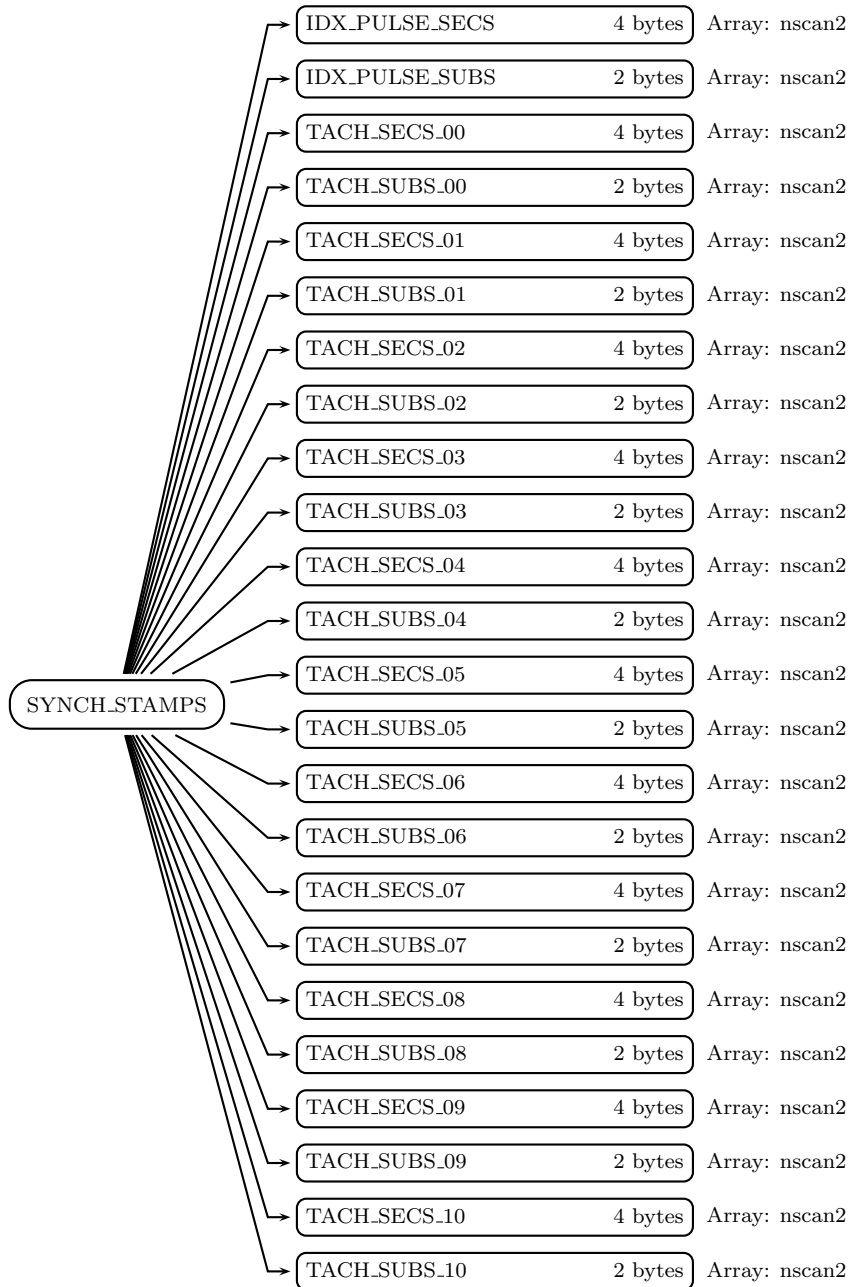 IDX_PULSE_SECS 4 bytes Array: nscan2
IDX_PULSE_SUBS 2 bytes Array: nscan2
TACH_SECS_00 4 bytes Array: nscan2
TACH_SUBS_00 2 bytes Array: nscan2
TACH_SECS_01 4 bytes Array: nscan2
TACH_SUBS_01 2 bytes Array: nscan2
TACH_SECS_02 4 bytes Array: nscan2
TACH_SUBS_02 2 bytes Array: nscan2
TACH_SECS_03 4 bytes Array: nscan2
TACH_SUBS_03 2 bytes Array: nscan2
TACH_SECS_04 4 bytes Array: nscan2
TACH_SUBS_04 2 bytes Array: nscan2
TACH_SECS_05 4 bytes Array: nscan2
SYNCH_STAMPS
TACH_SUBS_05 2 bytes Array: nscan2
TACH_SECS_06 4 bytes Array: nscan2
TACH_SUBS_06 2 bytes Array: nscan2
TACH_SECS_07 4 bytes Array: nscan2
TACH_SUBS_07 2 bytes Array: nscan2
TACH_SECS_08 4 bytes Array: nscan2
TACH_SUBS_08 2 bytes Array: nscan2
TACH_SECS_09 4 bytes Array: nscan2
TACH_SUBS_09 2 bytes Array: nscan2
TACH_SECS_10 4 bytes Array: nscan2
TACH_SUBS_10 2 bytes Array: nscan2